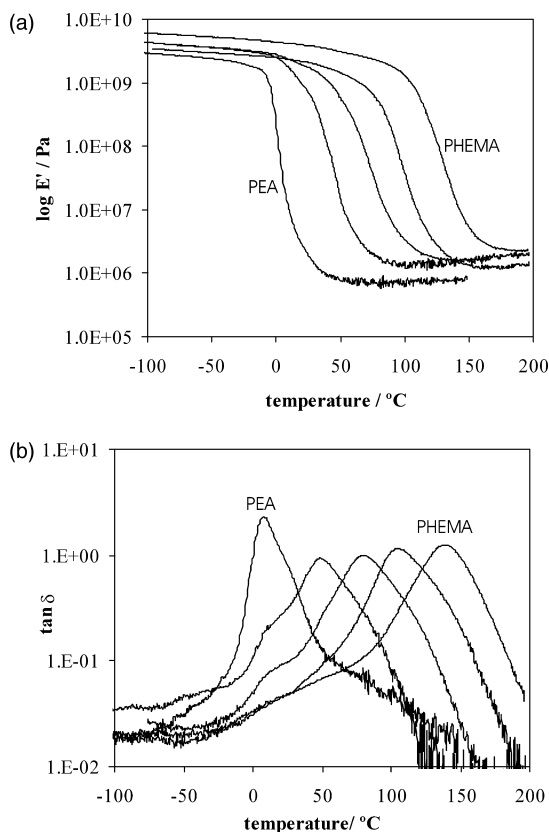 (a)
1.0E+10
1.0E+09
1.0E+08
1.0E+07
1.0E+06
1.0E+05
log E' / Pa
PEA
PHEMA
-100 -50 0 50 100 150 200
temperature / ºC
(b)
1.E+01
1.E+00
1.E-01
1.E-02
tan δ
PEA
PHEMA
-100 -50 0 50 100 150 200
temperature/ ºC